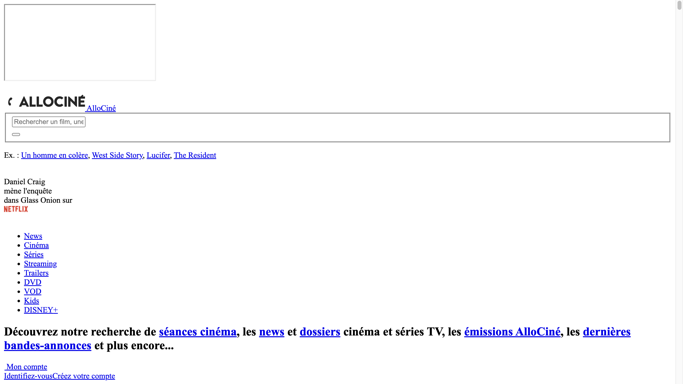 ALLOCINÉ AlloCiné
Rechercher un film, une
Ex. : Un homme en colère, West Side Story, Lucifer, The Resident
Daniel Craig
mène l'enquête
dans Glass Onion sur
NETFLIX
News
Cinéma
Séries
Streaming
Trailers
DVD
VOD
Kids
DISNEY+
Découvrez notre recherche de séances cinéma, les news et dossiers cinéma et séries TV, les émissions AlloCiné, les dernières
bandes-annonces et plus encore...
Mon compte
Identifiez-vousCréez votre compte